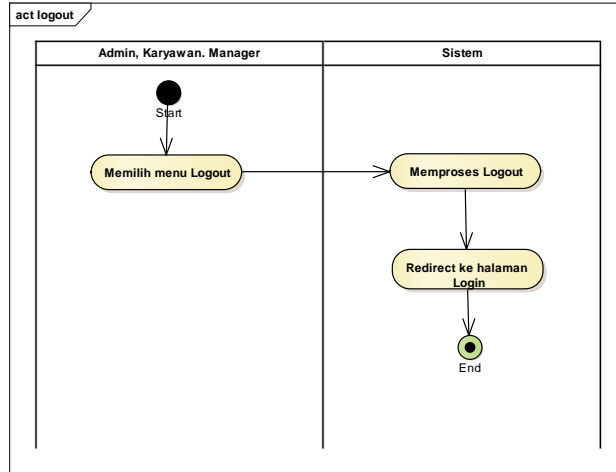 act logout
Admin, Karyawan. Manager
Sistem
Start
Memilih menu Logout
Memproses Logout
Redirect ke halaman
Login
End